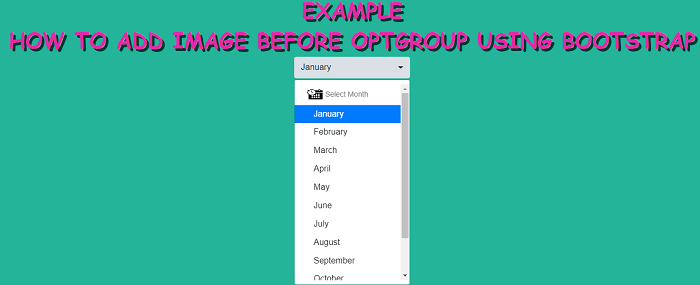 EXAMPLE
HOW TO ADD IMAGE BEFORE OPTGROUP USING BOOTSTRAP
January
Select Month
January
February
March
April
May
June
July
August
September
October